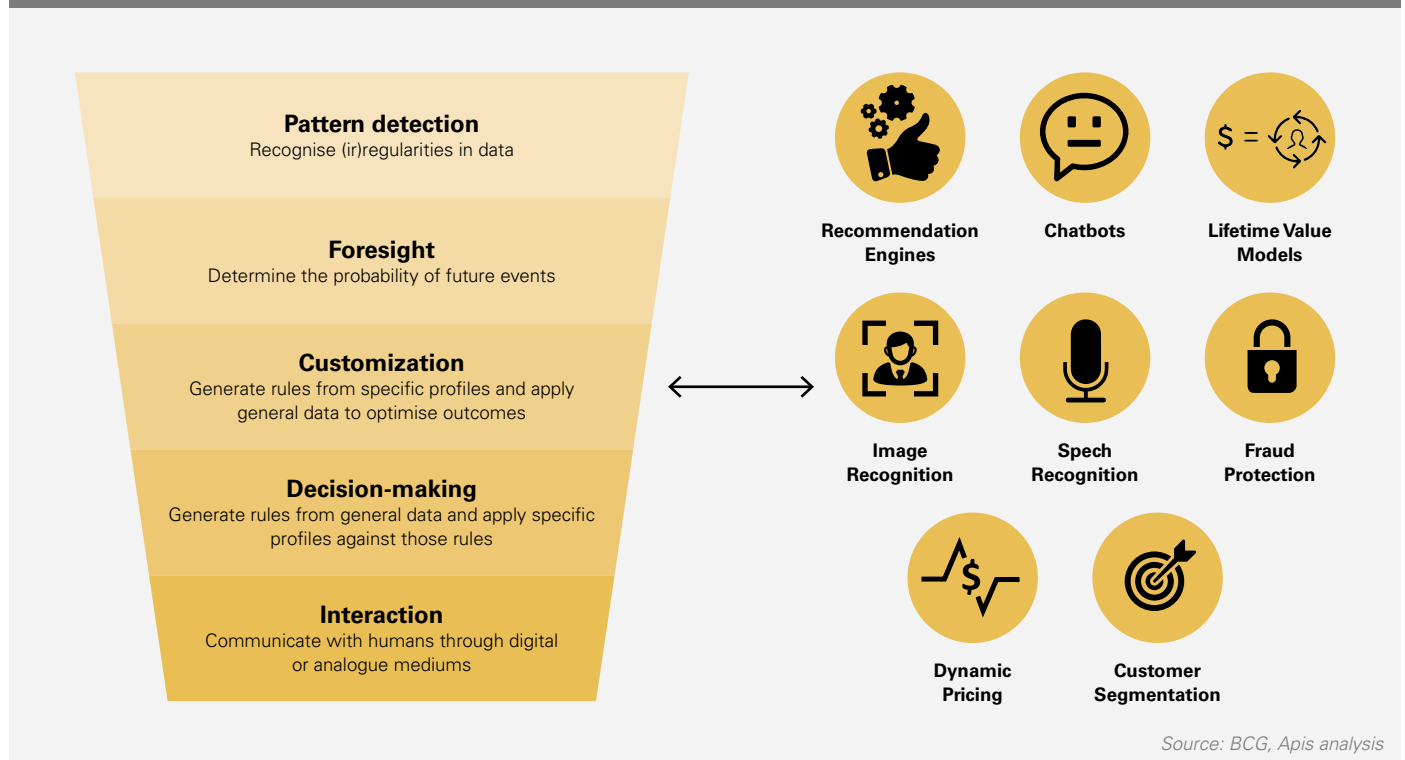 Pattern detection
Recognise (ir)regularities in data
Foresight
Determine the probability of future events
Customization
Generate rules from specific profiles and apply
general data to optimise outcomes
Decision-making
Generate rules from general data and apply specific
profiles against those rules
Interaction
Communicate with humans through digital
or analogue mediums
Recommendation
Engines
Chatbots
$ =
Lifetime Value
Models
Image
Recognition
Spech
Recognition
Fraud
Protection
$
Dynamic
Pricing
Customer
Segmentation
Source: BCG, Apis analysis